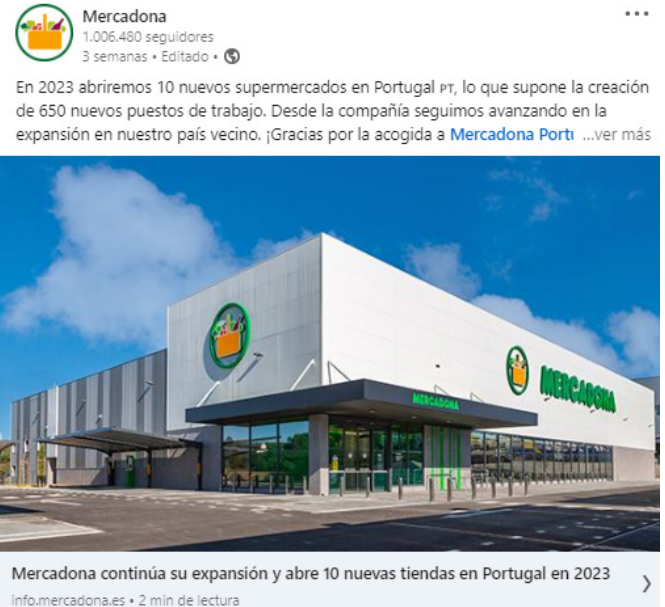 Mercadona
1.006.480 seguidores
3 semanas • Editado •
En 2023 abriremos 10 nuevos supermercados en Portugal PT, lo que supone la creación
de 650 nuevos puestos de trabajo. Desde la compañía seguimos avanzando en la
expansión en nuestro país vecino. ¡Gracias por la acogida a Mercadona Portu ...ver más
MERCADONA
MERCADONA
Mercadona continúa su expansión y abre 10 nuevas tiendas en Portugal en 2023
info.mercadona.es • 2 min de lectura